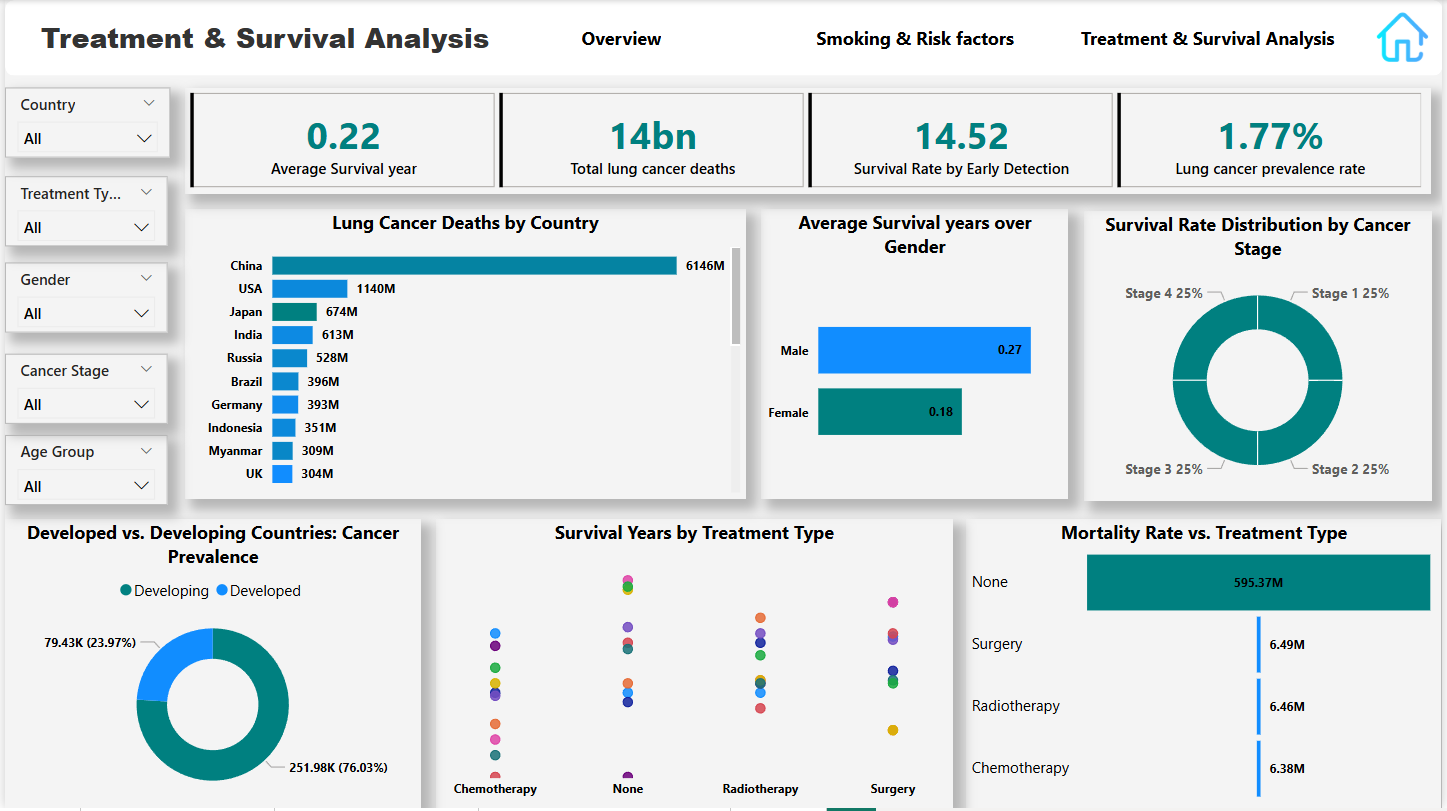 Treatment & Survival Analysis
Overview
Smoking & Risk factors
Treatment & Survival Analysis
Country
All
Treatment Ty...
All
Gender
All
Cancer Stage
All
Age Group
All
0.22
Average Survival year
14bn
Total lung cancer deaths
14.52
Survival Rate by Early Detection
1.77%
Lung cancer prevalence rate
Lung Cancer Deaths by Country
China 6146M
USA 1140M
Japan 674M
India 613M
Russia 528M
Brazil 396M
Germany 393M
Indonesia 351M
Myanmar 309M
UK 304M
Average Survival years over
Gender
Male 0.27
Female 0.18
Survival Rate Distribution by Cancer
Stage
Stage 4 25%
Stage 1 25%
Stage 3 25%
Stage 2 25%
Developed vs. Developing Countries: Cancer
Prevalence
Developing Developed
79.43K (23.97%)
251.98K (76.03%)
Survival Years by Treatment Type
Chemotherapy None Radiotherapy Surgery
Mortality Rate vs. Treatment Type
None 595.37M
Surgery 6.49M
Radiotherapy 6.46M
Chemotherapy 6.38M